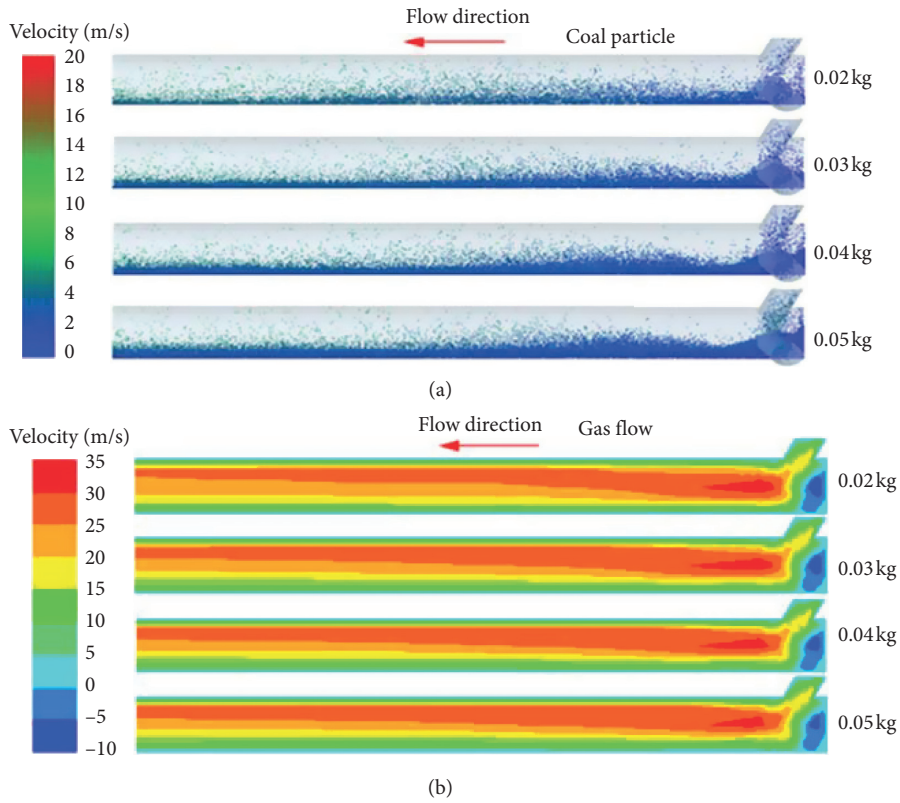 Velocity (m/s)
20
18
16
14
12
10
8
6
4
2
0
Flow direction
Coal particle
0.02 kg
0.03 kg
0.04 kg
0.05 kg
(a)
Velocity (m/s)
35
30
25
20
15
10
5
0
−5
−10
Flow direction
Gas flow
0.02 kg
0.03 kg
0.04 kg
0.05 kg
(b)